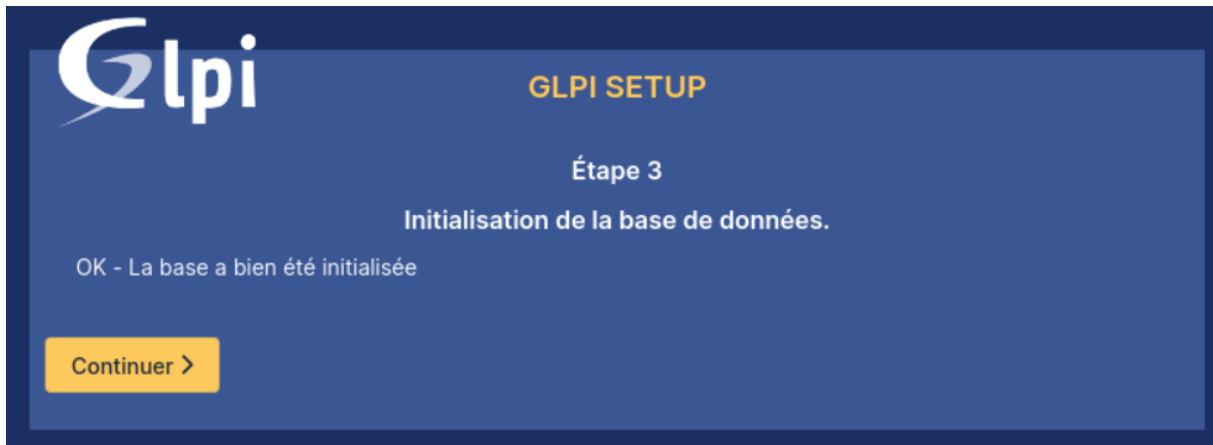 Glpi
GLPI SETUP
Étape 3
Initialisation de la base de données.
OK - La base a bien été initialisée
Continuer >